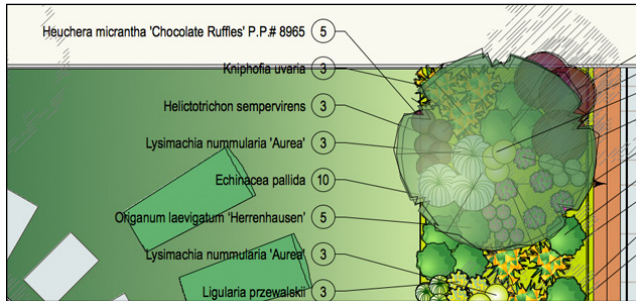 Heuchera micrantha 'Chocolate Ruffles' P.P.# 8965 5
Kniphofia uvaria 3
Helictotrichon sempervirens 3
Lysimachia nummularia 'Aurea' 3
Echinacea pallida 10
Origanum laevigatum 'Herrenhausen' 5
Lysimachia nummularia 'Aurea' 3
Ligularia przewalskii 3